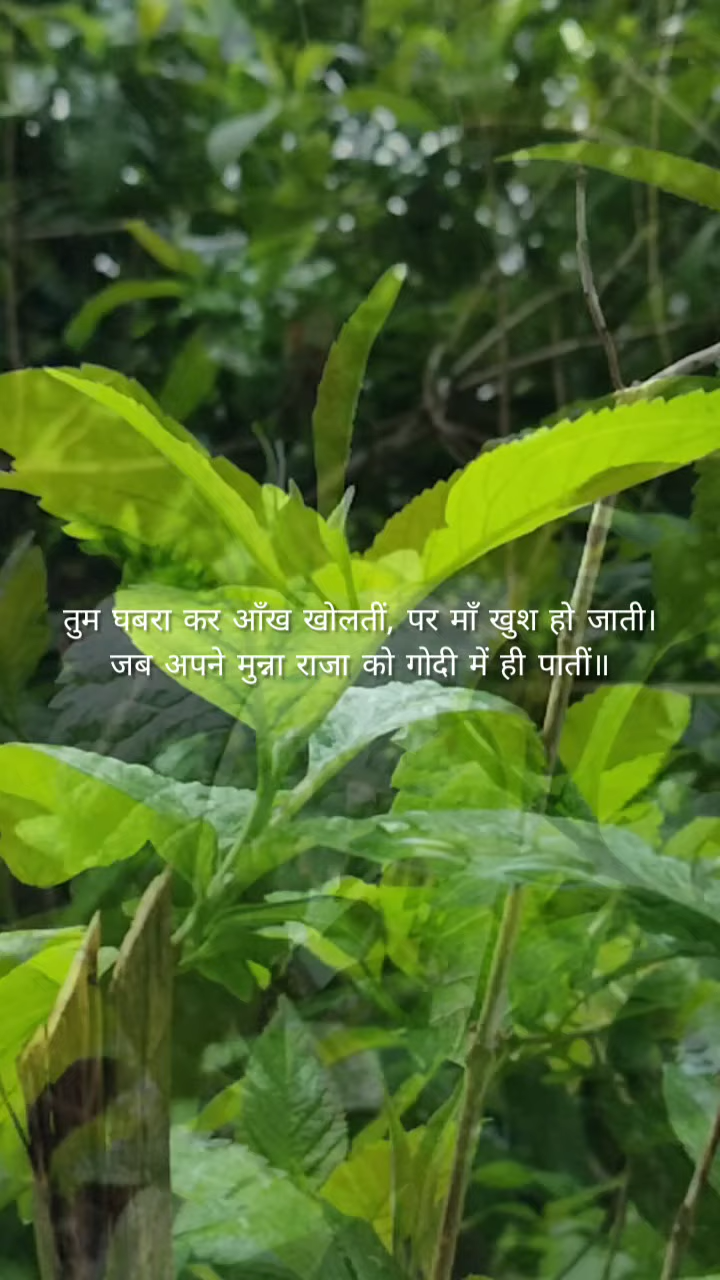 तुम घबरा कर आँख खोलतीं, पर माँ खुश हो जाती।
जब अपने मुन्ना राजा को गोदी में ही पातीं॥